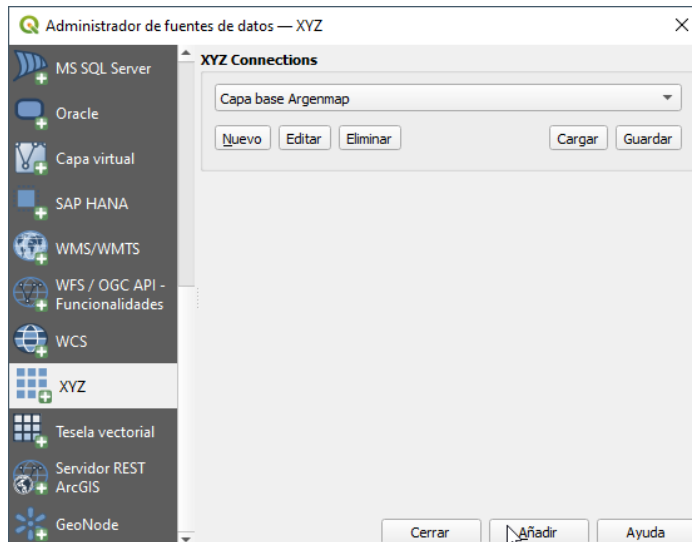 Administrador de fuentes de datos — XYZ
MS SQL Server
Oracle
Capa virtual
SAP HANA
WMS/WMTS
WFS / OGC API -
Funcionalidades
WCS
XYZ
Tesela vectorial
Servidor REST
ArcGIS
GeoNode
XYZ Connections
Capa base Argenmap
Nuevo Editar Eliminar Cargar Guardar
Cerrar Añadir Ayuda